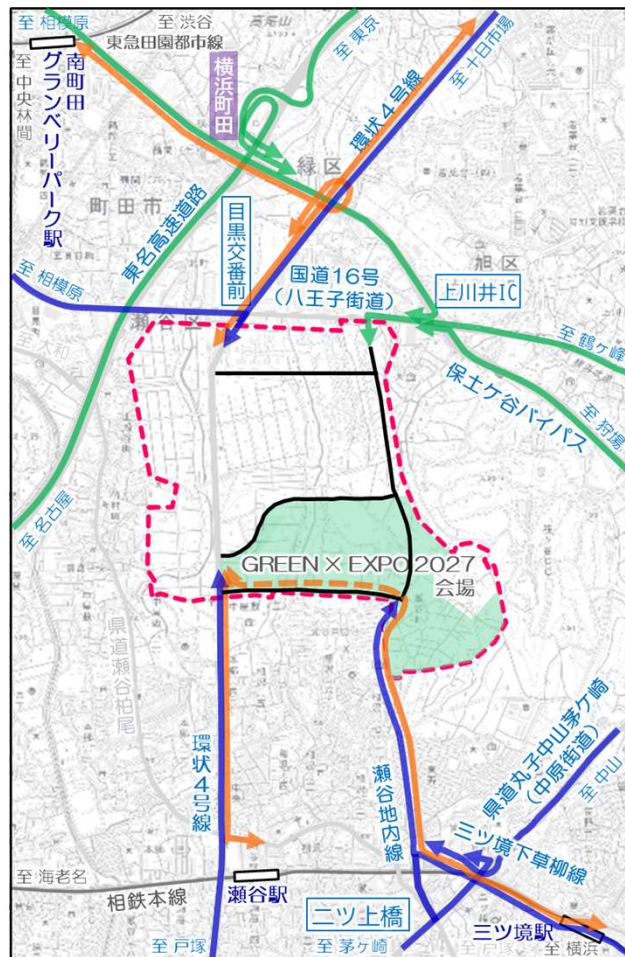 至 相模原
至 渋谷
東急田園都市線
南町田
グランベリーパーク駅
至 中央林間
横浜町田
至 東京
環状4号線
至 十日市場
緑区
町田市
東名高速道路
目黒交番前
国道16号
(八王子街道)
旭区
上川井IC
至 相模原
瀬谷区
至 鶴ヶ峰
保土ケ谷バイパス
至 狩場
至 名古屋
GREEN × EXPO 2027
会場
県道瀬谷柏尾
環状4号線
瀬谷地内線
県道丸子中山茅ケ崎
(中原街道)
至 中山
三ツ境下草柳線
至 海老名
相鉄本線
瀬谷駅
二ツ上橋
三ツ境駅
至 戸塚
至 茅ケ崎
至 戸塚
至 横浜